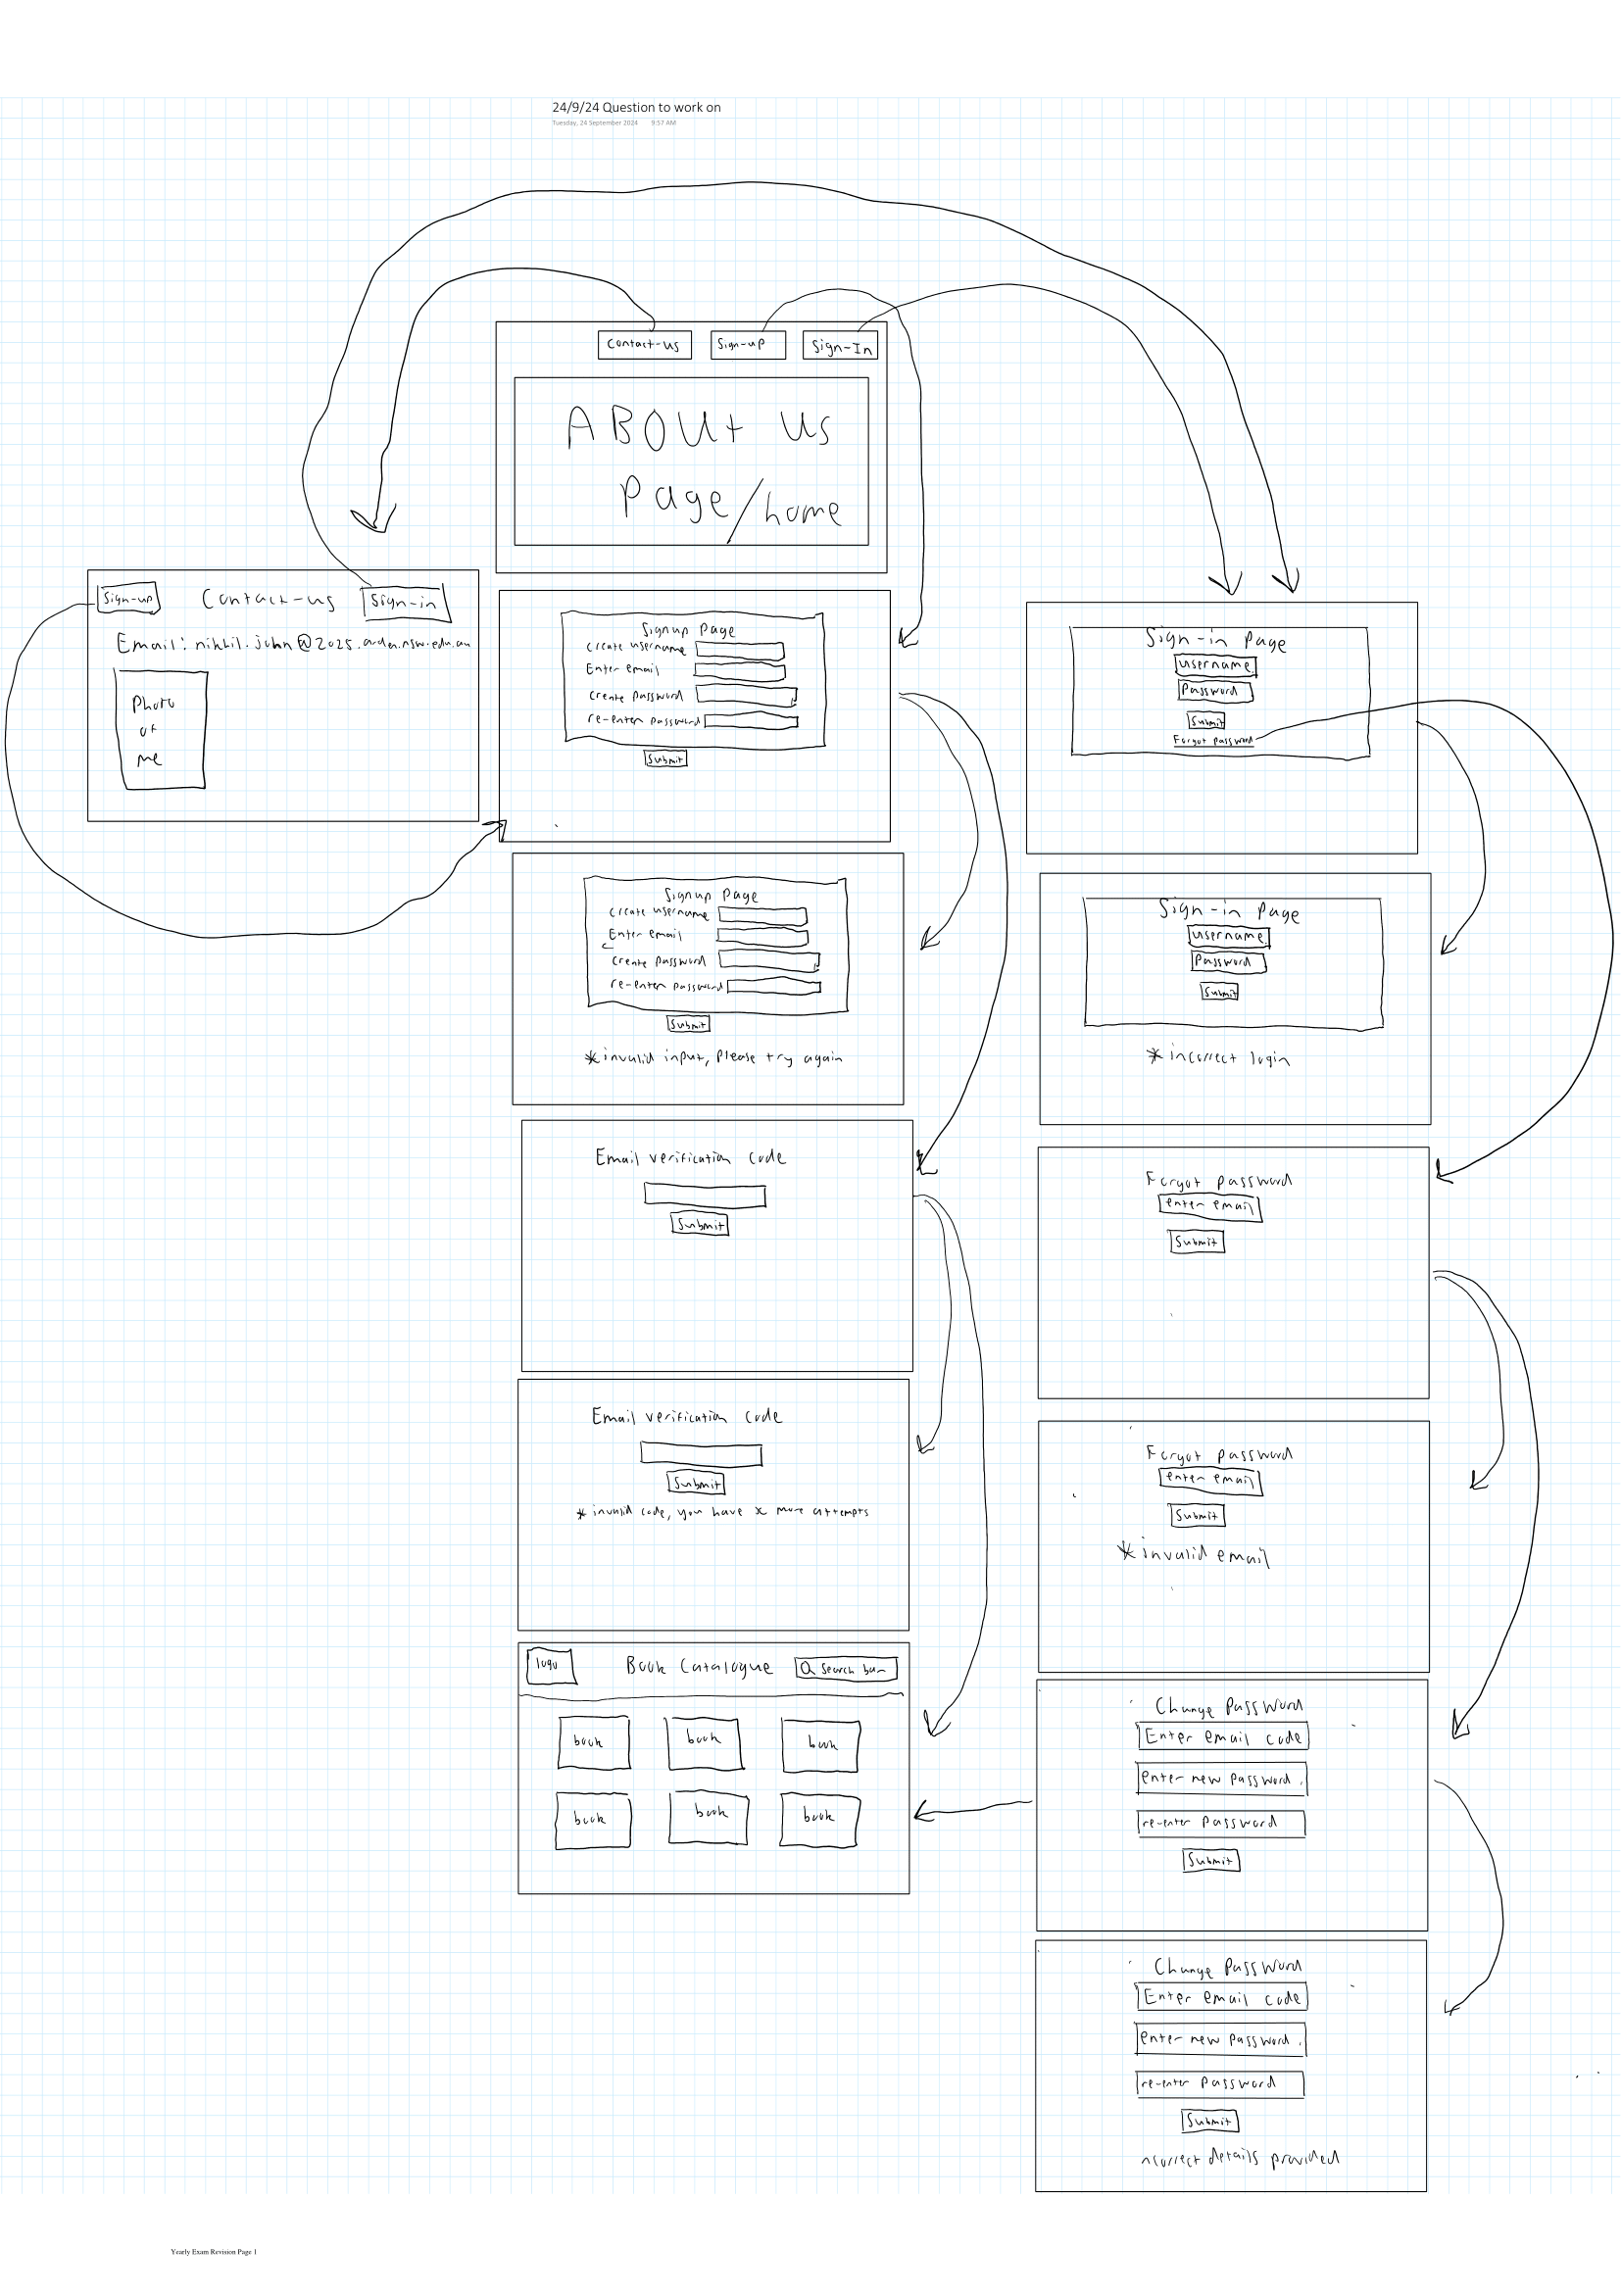 24/9/24 Question to work on
Tuesday, 24 September 2024 9:57 AM
Contact-us Sign-up Sign-In
ABOUt us
Page/home
Sign-up Contact-us Sign-in
Email: nikhil.john@2025.arden.nsw.edu.au
Photo
of
me
Signup Page
Create username
Enter email
Create Password
re-enter password
Submit
Sign-in Page
username
Password
Submit
Forgot password
Signup Page
Create username
Enter email
Create Password
re-enter password
Submit
*invalid input, Please try again
Sign-in Page
username
Password
Submit
*incorrect login
Email verification code
Submit
Forgot password
enter email
Submit
Email verification code
Submit
*invalid code, you have x more attempts
Forgot password
enter email
Submit
*invalid email
logo Book Catalogue Search bar
book book book
book book book
Change Password
Enter email code
enter new password.
re-enter Password
Submit
Change Password
Enter email code
enter new password.
re-enter Password
Submit
ncorrect details provided
Yearly Exam Revision Page 1